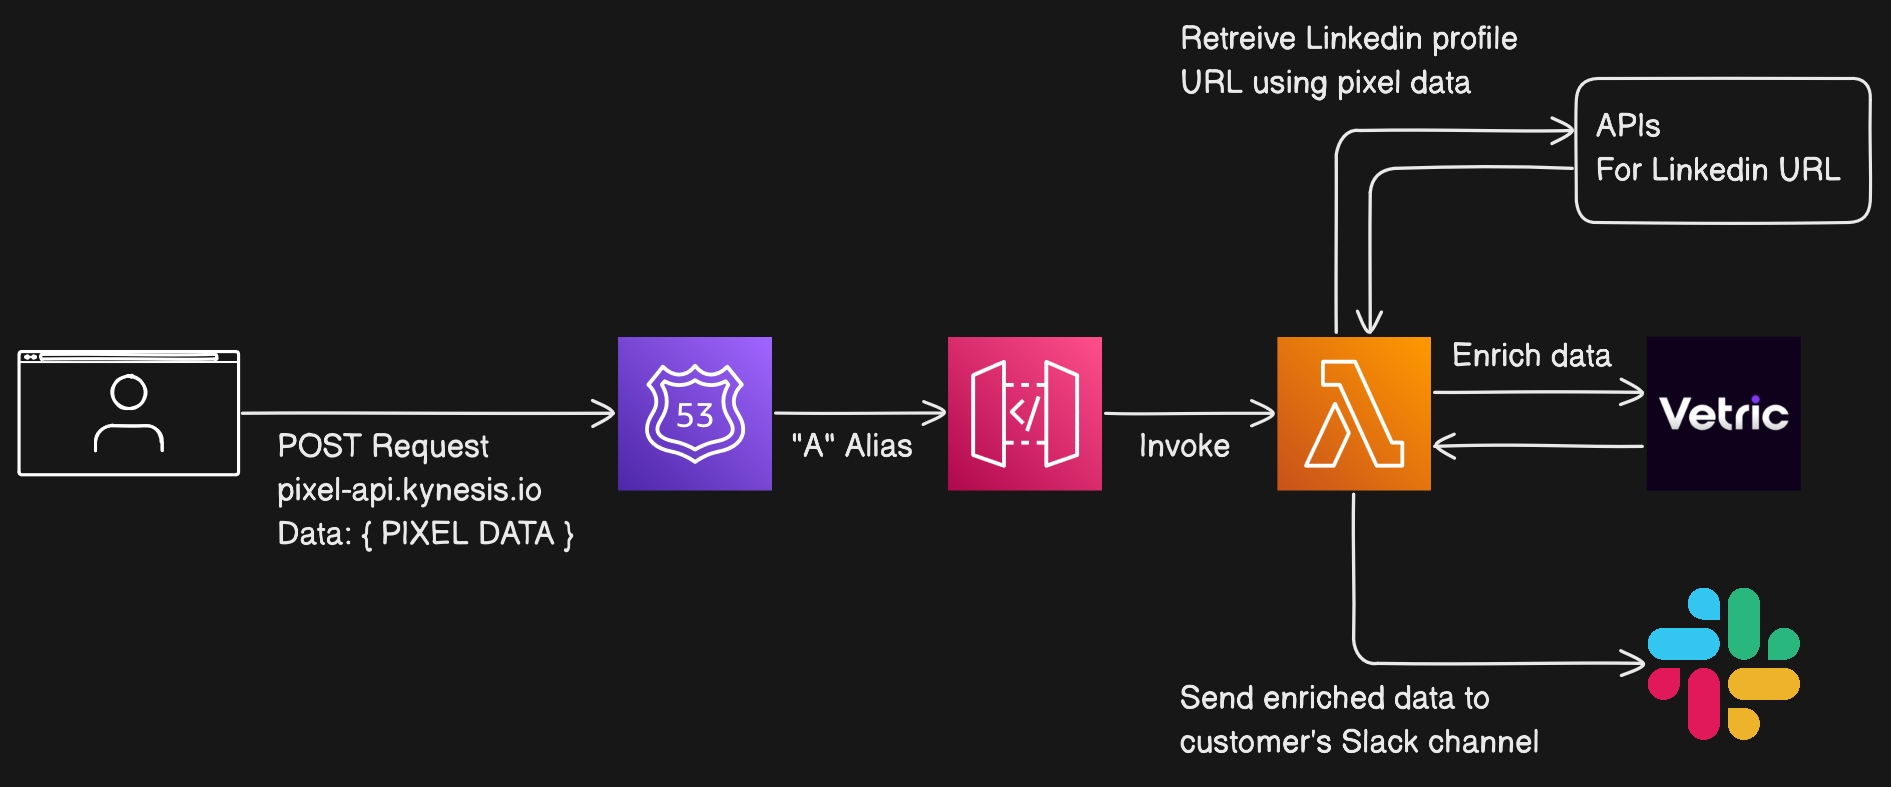 Retreive Linkedin profile
URL using pixel data
APIs
For Linkedin URL
POST Request
pixel-api.kynesis.io
Data: { PIXEL DATA }
53
"A" Alias
</>
Invoke
Enrich data
Vetric
Send enriched data to
customer's Slack channel